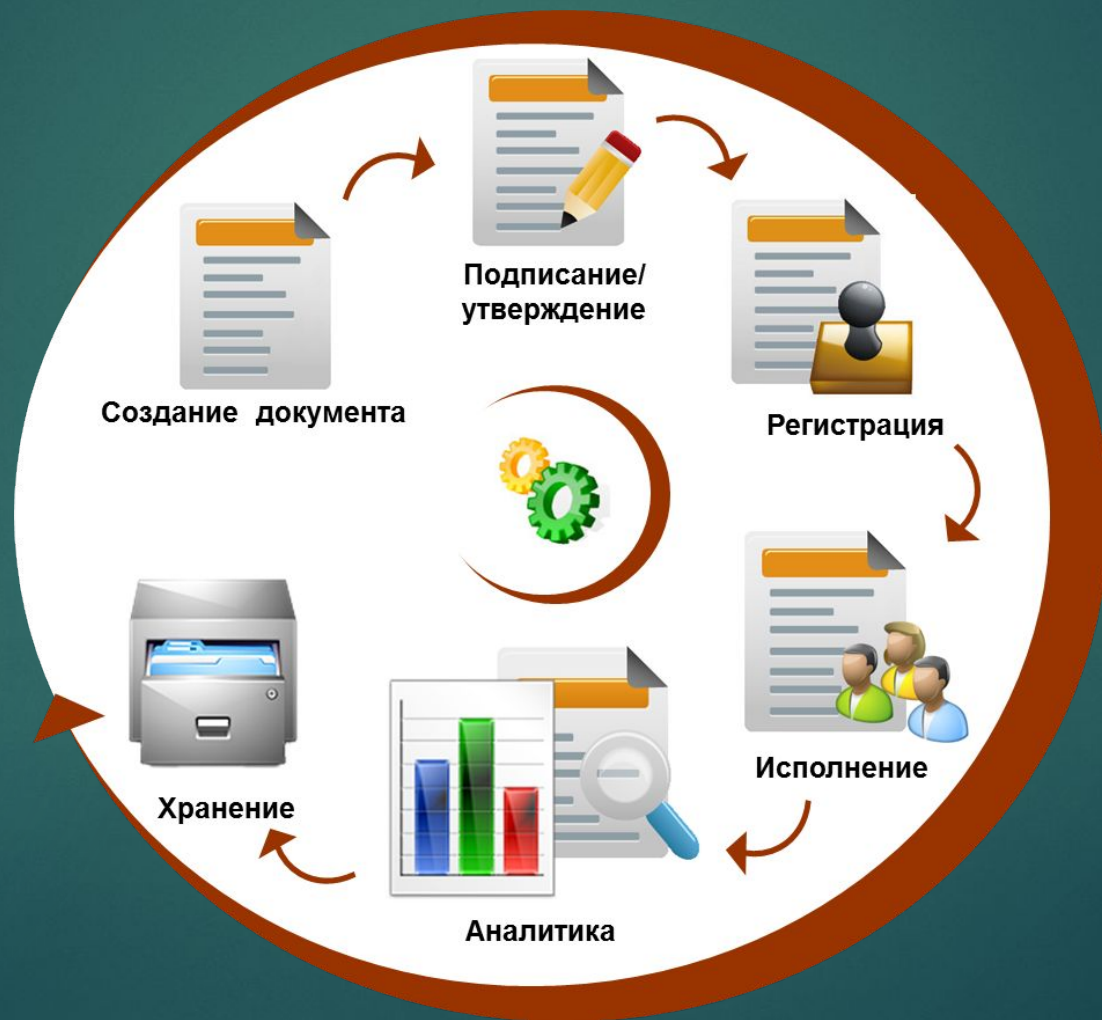 Создание документа
Подписание/
утверждение
Регистрация
Исполнение
Аналитика
Хранение